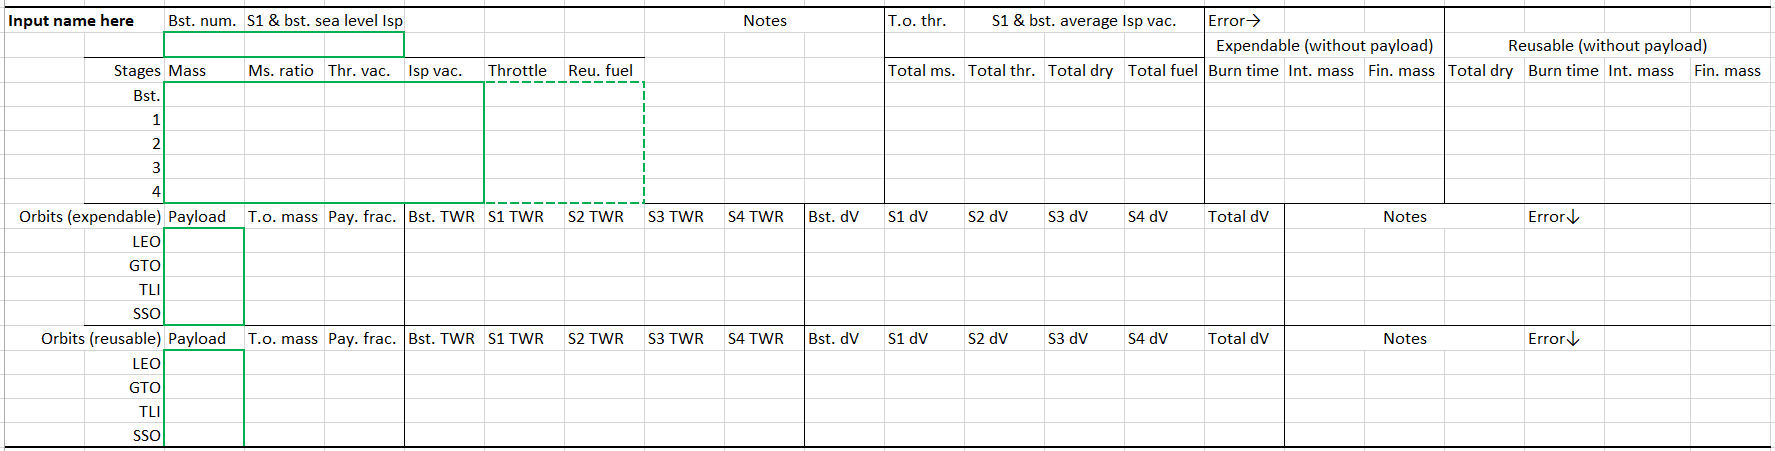 Input name here Bst. num. S1 & bst. sea level Isp Notes T.o. thr. S1 & bst. average Isp vac. Error→
Expendable (without payload) Reusable (without payload)
Stages Mass Ms. ratio Thr. vac. Isp vac. Throttle Reu. fuel Total ms. Total thr. Total dry Total fuel Burn time Int. mass Fin. mass Total dry Burn time Int. mass Fin. mass
Bst.
1
2
3
4
Orbits (expendable) Payload T.o. mass Pay. frac. Bst. TWR S1 TWR S2 TWR S3 TWR S4 TWR Bst. dV S1 dV S2 dV S3 dV S4 dV Total dV Notes Error↓
LEO
GTO
TLI
SSO
Orbits (reusable) Payload T.o. mass Pay. frac. Bst. TWR S1 TWR S2 TWR S3 TWR S4 TWR Bst. dV S1 dV S2 dV S3 dV S4 dV Total dV Notes Error↓
LEO
GTO
TLI
SSO